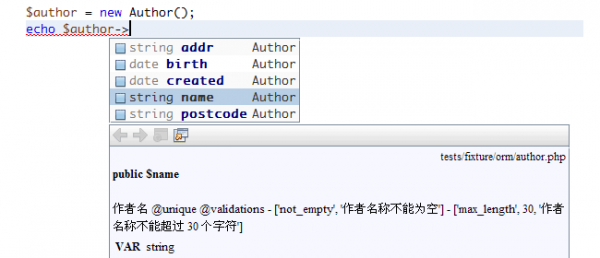 $author = new Author();
echo $author->
string addr Author
date birth Author
date created Author
string name Author
string postcode Author
tests/fixture/orm/author.php
public $name
作者名 @unique @validations - ['not_empty', '作者名称不能为空'] - ['max_length', 30, '作
者名称不能超过 30 个字符']
VAR string